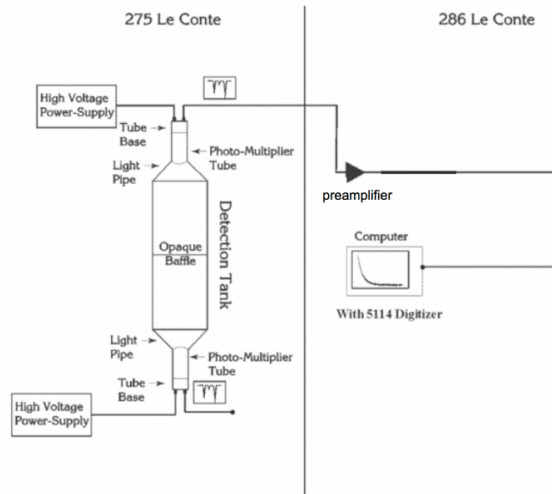 275 Le Conte
286 Le Conte
High Voltage
Power-Supply
Tube
Base
Photo-Multiplier
Tube
Light
Pipe
preamplifier
Detection Tank
Opaque
Baffle
Computer
With 5114 Digitizer
Light
Pipe
Photo-Multiplier
Tube
Tube
Base
High Voltage
Power-Supply